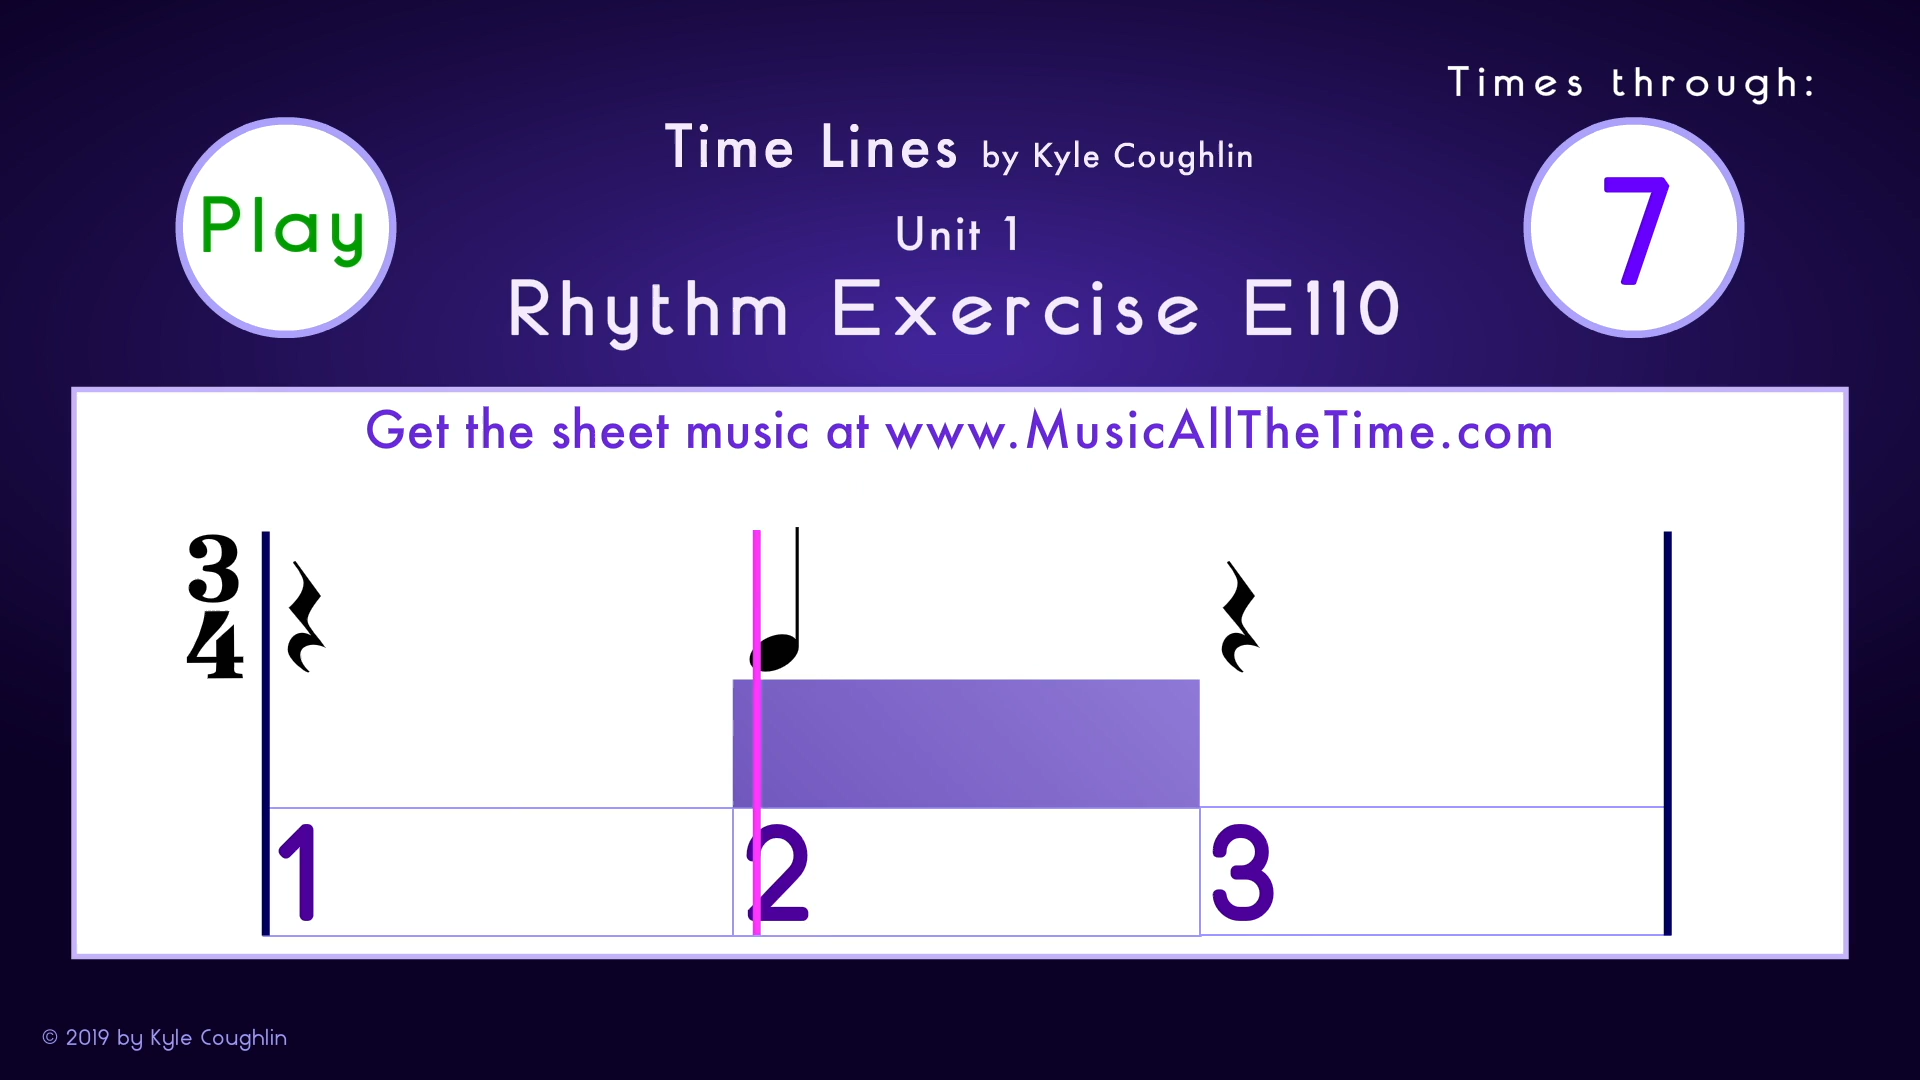 Times through:
Time Lines by Kyle Coughlin
Play
7
Unit 1
Rhythm Exercise E110
Get the sheet music at www.MusicAllTheTime.com
3
4
1 2 3
© 2019 by Kyle Coughlin